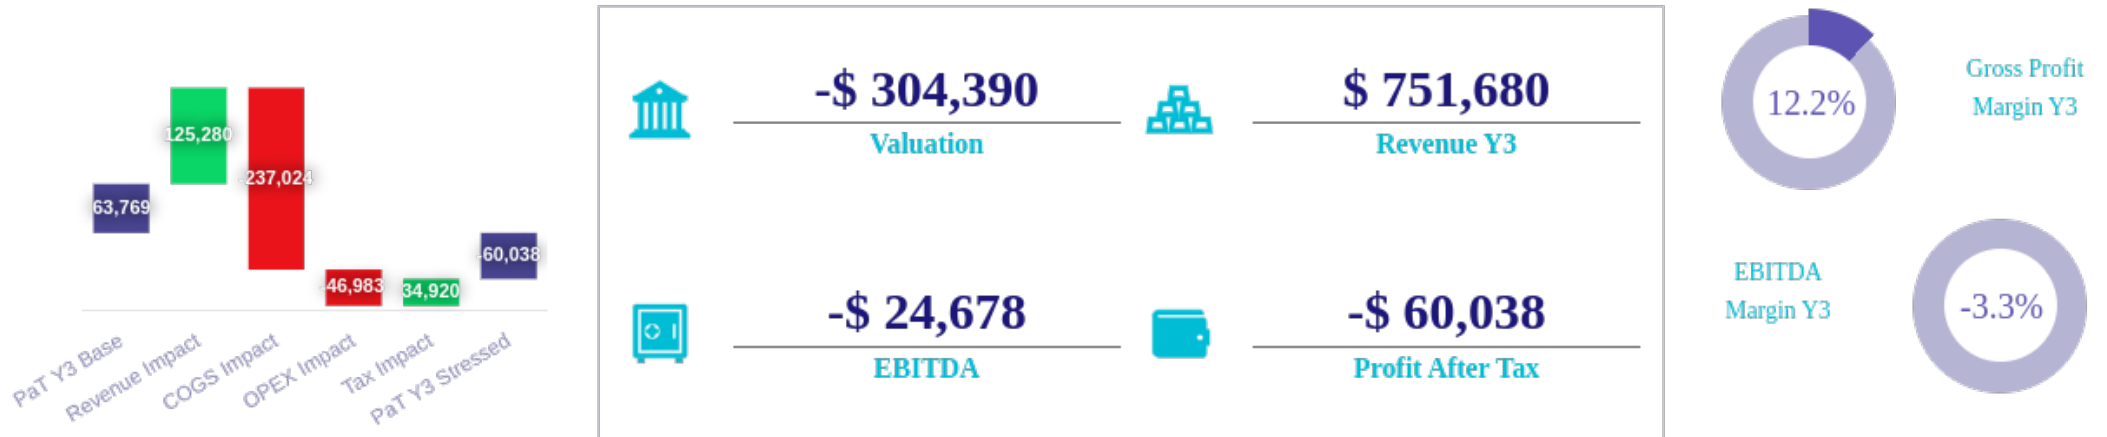 63,769
125,280
-237,024
-46,983
34,920
-60,038
PaT Y3 Base
Revenue Impact
COGS Impact
OPEX Impact
Tax Impact
PaT Y3 Stressed
-$ 304,390
Valuation
$ 751,680
Revenue Y3
-$ 24,678
EBITDA
-$ 60,038
Profit After Tax
12.2%
Gross Profit
Margin Y3
EBITDA
Margin Y3
-3.3%